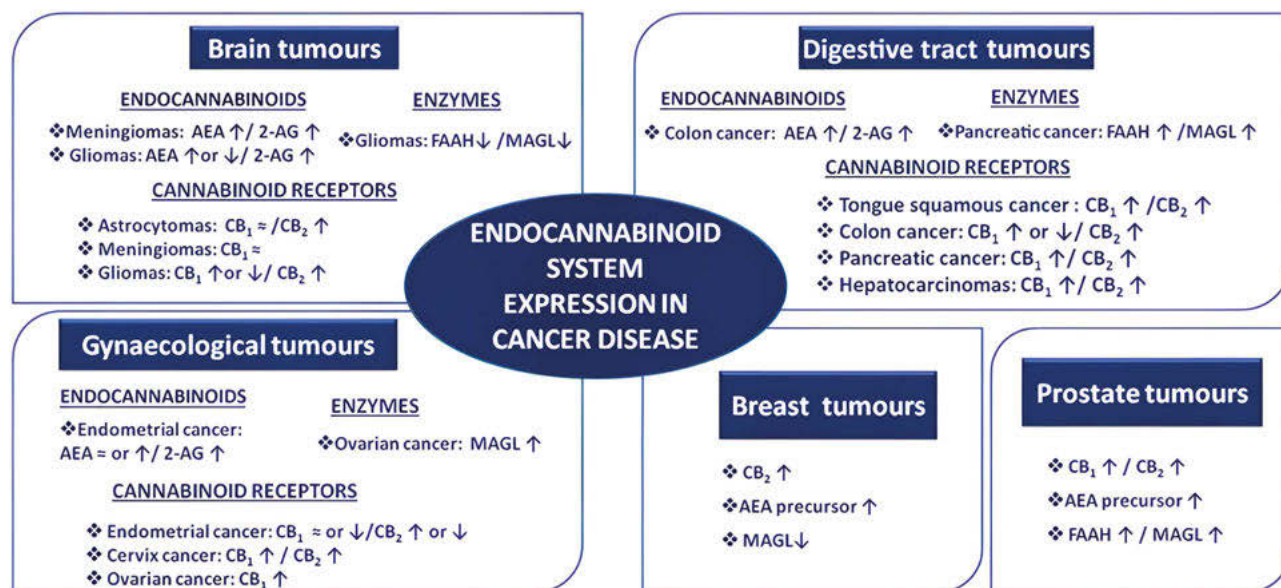 Brain tumours
ENDOCANNABINOIDS
❖Meningiomas: AEA ↑/ 2-AG ↑
❖ Gliomas: AEA ↑or ↓/ 2-AG ↑
ENZYMES
❖Gliomas: FAAH↓ /MAGL↓
CANNABINOID RECEPTORS
❖ Astrocytomas: CB₁ ≈ /CB₂ ↑
❖ Meningiomas: CB₁ ≈
❖ Gliomas: CB₁ ↑or ↓/ CB₂ ↑
Digestive tract tumours
ENDOCANNABINOIDS
❖ Colon cancer: AEA ↑/ 2-AG ↑
ENZYMES
❖Pancreatic cancer: FAAH ↑ /MAGL ↑
CANNABINOID RECEPTORS
❖ Tongue squamous cancer : CB₁ ↑ /CB₂ ↑
❖ Colon cancer: CB₁ ↑ or ↓/ CB₂ ↑
❖ Pancreatic cancer: CB₁ ↑/ CB₂ ↑
❖ Hepatocarcinomas: CB₁ ↑/ CB₂ ↑
ENDOCANNABINOID
SYSTEM
EXPRESSION IN
CANCER DISEASE
Gynaecological tumours
ENDOCANNABINOIDS
❖Endometrial cancer:
AEA ≈ or ↑/ 2-AG ↑
ENZYMES
❖Ovarian cancer: MAGL ↑
CANNABINOID RECEPTORS
❖ Endometrial cancer: CB₁ ≈ or ↓/CB₂ ↑ or ↓
❖ Cervix cancer: CB₁ ↑ / CB₂ ↑
❖ Ovarian cancer: CB₁ ↑
Breast tumours
❖ CB₂ ↑
❖AEA precursor ↑
❖ MAGL↓
Prostate tumours
❖ CB₁ ↑ / CB₂ ↑
❖AEA precursor ↑
❖ FAAH ↑ / MAGL ↑